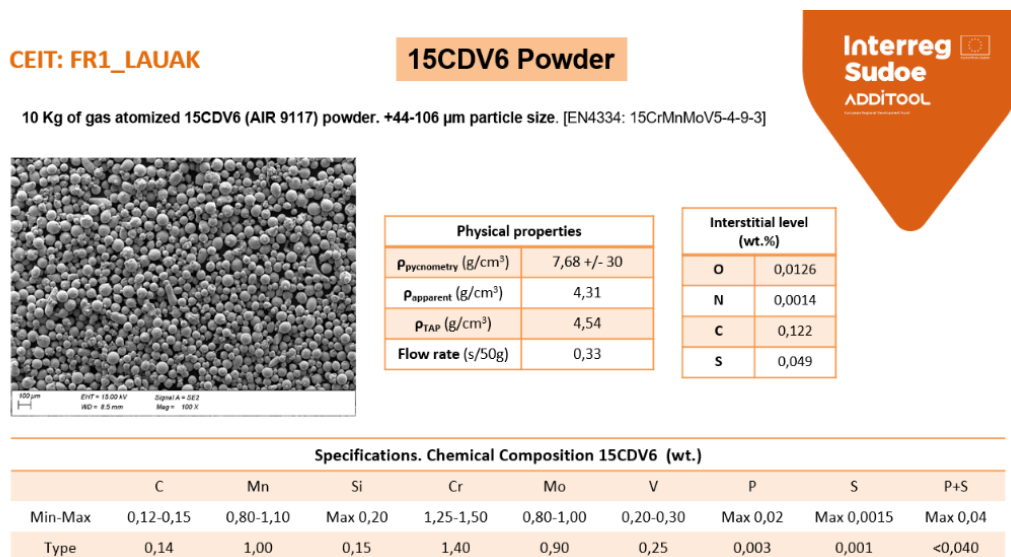 CEIT: FR1_LAUAK
15CDV6 Powder
Interreg
Sudoe
ADDITOOL
10 Kg of gas atomized 15CDV6 (AIR 9117) powder. +44-106 µm particle size. [EN4334: 15CrMnMoV5-4-9-3]
Physical properties
ρpycnometry (g/cm³) 7,68 +/- 30
ρapparent (g/cm³) 4,31
ρTAP (g/cm³) 4,54
Flow rate (s/50g) 0,33
Interstitial level
(wt.%)
O 0,0126
N 0,0014
C 0,122
S 0,049
100 µm EHT = 15.00 kV Signal A = SE2
WD = 8.5 mm Mag = 100 X
Specifications. Chemical Composition 15CDV6 (wt.)
C Mn Si Cr Mo V P S P+S
Min-Max 0,12-0,15 0,80-1,10 Max 0,20 1,25-1,50 0,80-1,00 0,20-0,30 Max 0,02 Max 0,0015 Max 0,04
Type 0,14 1,00 0,15 1,40 0,90 0,25 0,003 0,001 <0,040